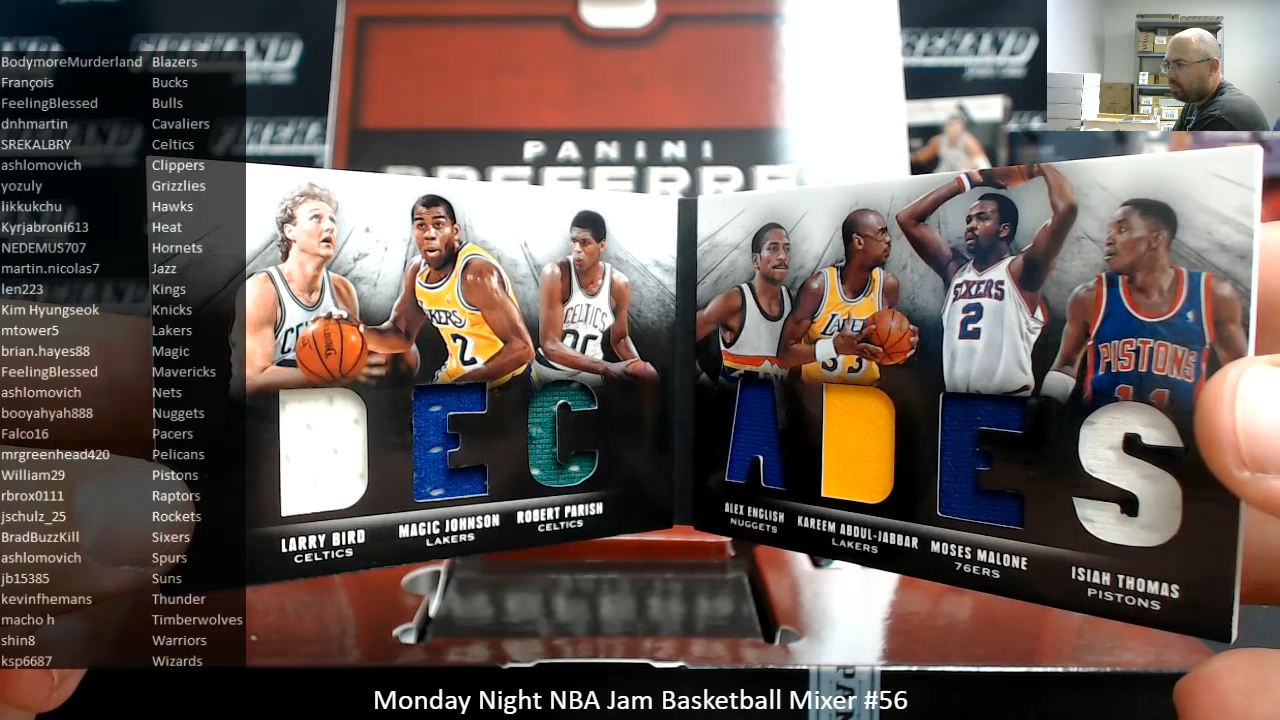 BodymoreMurderland Blazers
François Bucks
FeelingBlessed Bulls
dnhmartin Cavaliers
SREKALBRY Celtics
ashlomovich Clippers
yozuly Grizzlies
likkukchu Hawks
Kyrjabroni613 Heat
NEDEMUS707 Hornets
martin.nicolas7 Jazz
len223 Kings
Kim Hyungseok Knicks
mtower5 Lakers
brian.hayes88 Magic
FeelingBlessed Mavericks
ashlomovich Nets
booyahyah888 Nuggets
Falco16 Pacers
mrgreenhead420 Pelicans
William29 Pistons
rbrox0111 Raptors
jschulz_25 Rockets
BradBuzzKill Sixers
ashlomovich Spurs
jb15385 Suns
kevinfhemans Thunder
macho h Timberwolves
shin8 Warriors
ksp6687 Wizards
PANINI
PREFERRE
CELTICS
SIXERS
2
PISTONS
11
DECADES
LARRY BIRD
CELTICS
MAGIC JOHNSON
LAKERS
ROBERT PARISH
CELTICS
ALEX ENGLISH
NUGGETS
KAREEM ABDUL-JABBAR
LAKERS
MOSES MALONE
76ERS
ISIAH THOMAS
PISTONS
Monday Night NBA Jam Basketball Mixer #56